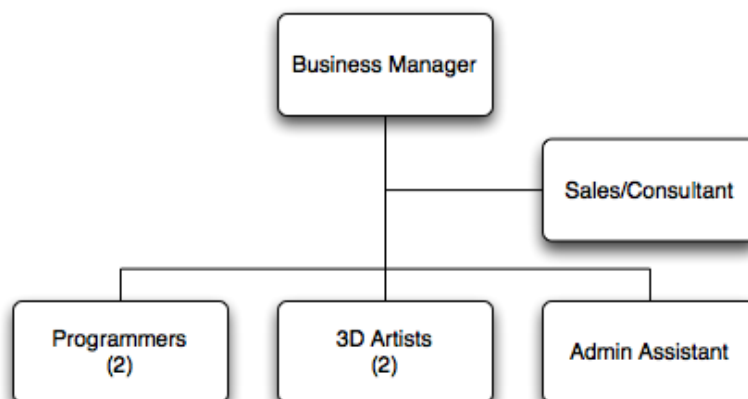 Business Manager
Sales/Consultant
Programmers
(2)
3D Artists
(2)
Admin Assistant